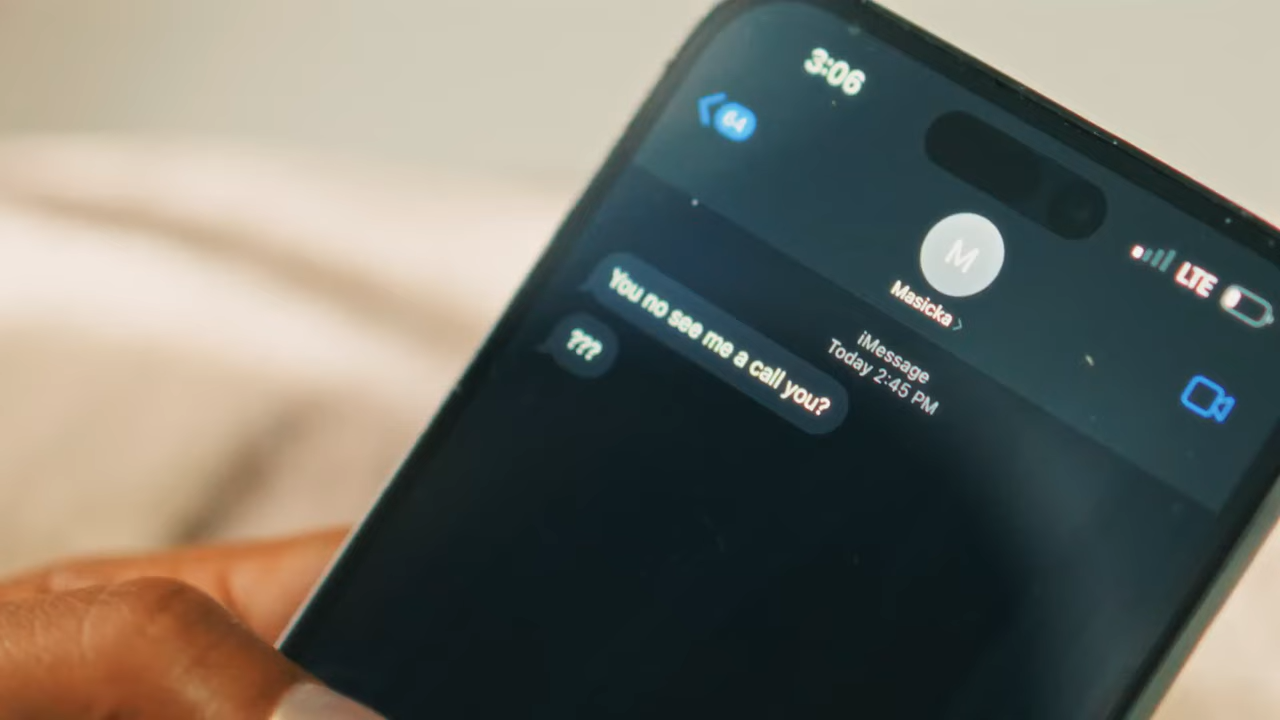 3:06
64
LTE
M
Masicka
iMessage
Today 2:45 PM
You no see me a call you?
???